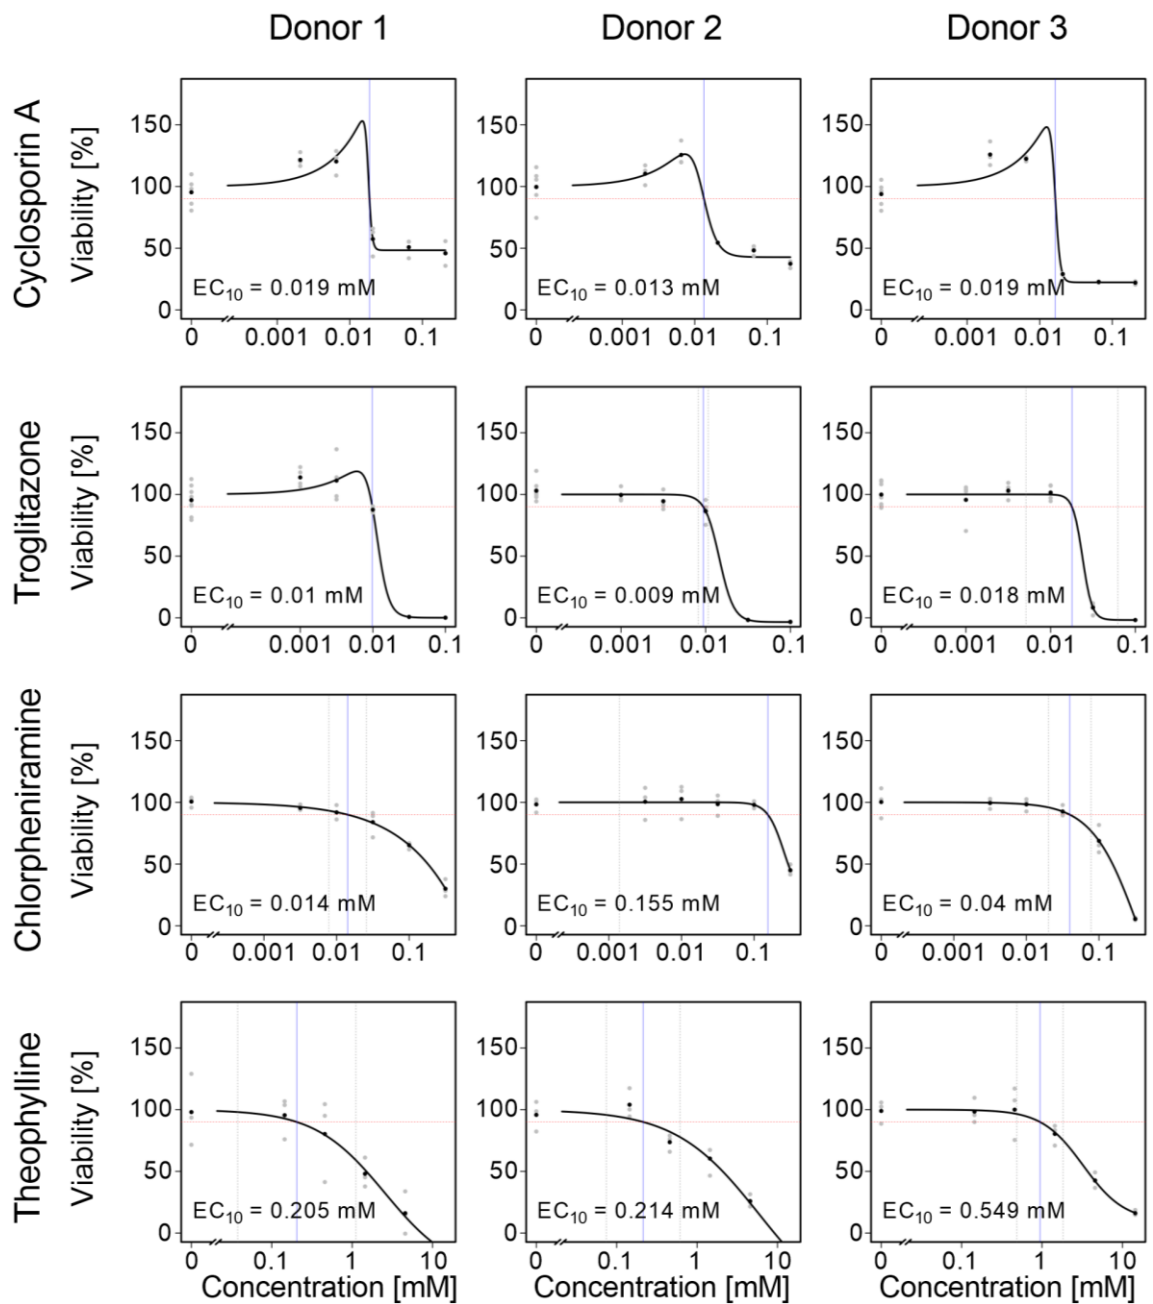 Donor 1 Donor 2 Donor 3
Cyclosporin A
Viability [%]
150 150 150
100 100 100
50 50 50
EC10 = 0.019 mM EC10 = 0.013 mM EC10 = 0.019 mM
0 0 0
0 0.001 0.01 0.1 0 0.001 0.01 0.1 0 0.001 0.01 0.1
Troglitazone
Viability [%]
150 150 150
100 100 100
50 50 50
EC10 = 0.01 mM EC10 = 0.009 mM EC10 = 0.018 mM
0 0 0
0 0.001 0.01 0.1 0 0.001 0.01 0.1 0 0.001 0.01 0.1
Chlorpheniramine
Viability [%]
150 150 150
100 100 100
50 50 50
EC10 = 0.014 mM EC10 = 0.155 mM EC10 = 0.04 mM
0 0 0
0 0.001 0.01 0.1 0 0.001 0.01 0.1 0 0.001 0.01 0.1
Theophylline
Viability [%]
150 150 150
100 100 100
50 50 50
EC10 = 0.205 mM EC10 = 0.214 mM EC10 = 0.549 mM
0 0 0
0 0.1 1 10 0 0.1 1 10 0 0.1 1 10
Concentration [mM] Concentration [mM] Concentration [mM]